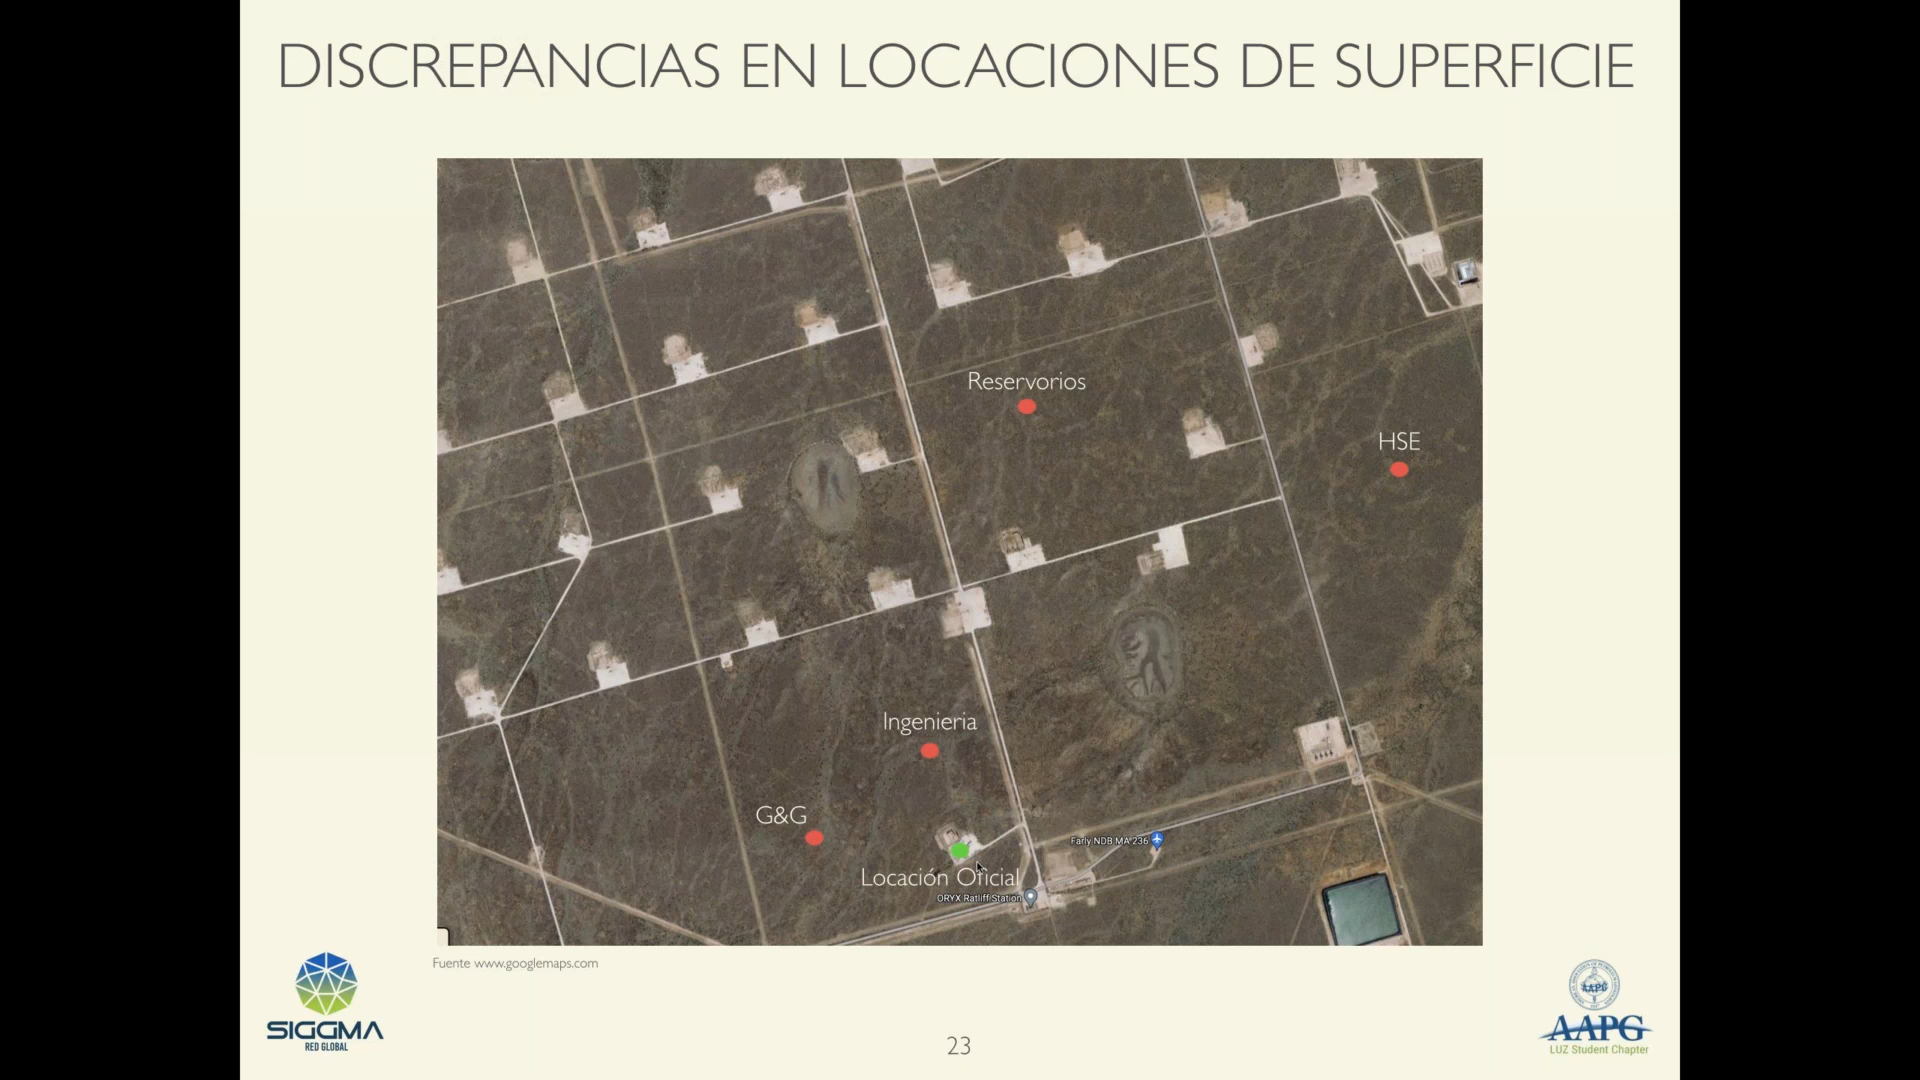 DISCREPANCIAS EN LOCACIONES DE SUPERFICIE
Reservorios
HSE
Ingenieria
G&G
Farly NDB MA 236
Locación Oficial
ORYX Ratliff Station
Fuente www.googlemaps.com
SIGGMA
RED GLOBAL
23
AAPG
AAPG
LUZ Student Chapter